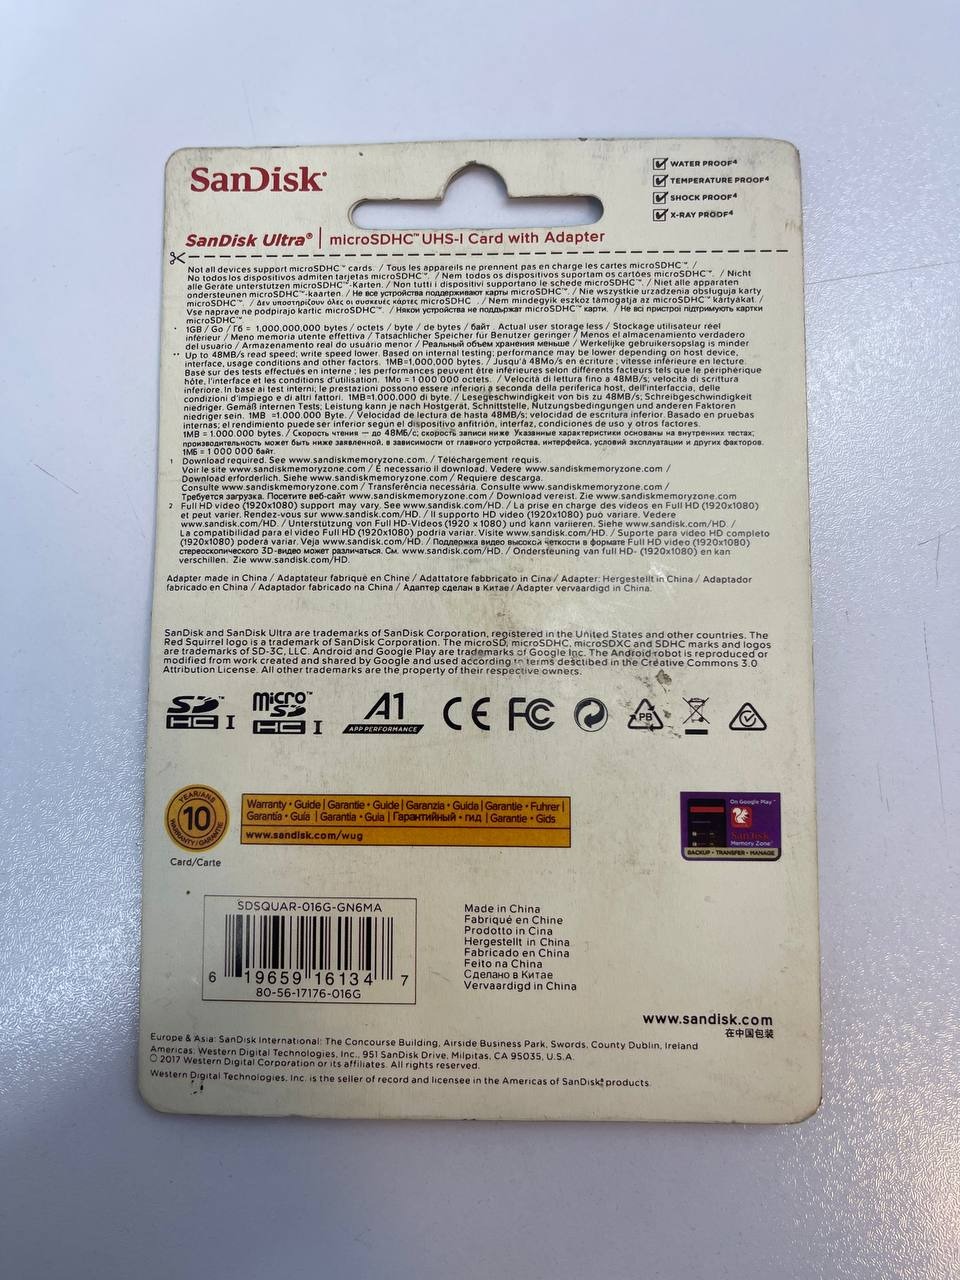 SanDisk®
WATER PROOF⁴
TEMPERATURE PROOF⁴
SHOCK PROOF⁴
X-RAY PROOF⁴
SanDisk Ultra® | microSDHC™ UHS-I Card with Adapter
Not all devices support microSDHC™ cards. / Tous les appareils ne prennent pas en charge les cartes microSDHC™. /
No todos los dispositivos admiten tarjetas microSDHC™. / Nem todos os dispositivos suportam os cartões microSDHC™. / Nicht
alle Geräte unterstützen microSDHC™-Karten. / Non tutti i dispositivi supportano le schede microSDHC™. / Niet alle apparaten
ondersteunen microSDHC™-kaarten. / Не все устройства поддерживают карты microSDHC™. / Nie wszystkie urządzenia obsługują karty
microSDHC™. / Δεν υποστηρίζουν όλες οι συσκευές κάρτες microSDHC™. / Nem mindegyik eszköz támogatja az microSDHC™ kártyákat. /
Vse naprave ne podpirajo kartic microSDHC™. / Някои устройства не поддържат microSDHC™ карти. / Не всі пристрої підтримують картки
microSDHC™
* 1GB / Go / Гб = 1,000,000,000 bytes / octets / byte / de bytes / байт. Actual user storage less / Stockage utilisateur réel
inférieur / Meno memoria utente effettiva / Tatsächlicher Speicher für Benutzer geringer / Menos el almacenamiento verdadero
del usuario / Armazenamento real do usuário menor / Реальный объем хранения меньше / Werkelijke gebruikersopslag is minder
** Up to 48MB/s read speed; write speed lower. Based on internal testing; performance may be lower depending on host device,
interface, usage conditions and other factors. 1MB=1,000,000 bytes. / Jusqu'à 48Mo/s en écriture ; vitesse inférieure en lecture.
Basé sur des tests effectués en interne ; les performances peuvent être inférieures selon différents facteurs tels que le périphérique
hôte, l'interface et les conditions d'utilisation. 1Mo = 1 000 000 octets. / Velocità di lettura fino a 48MB/s; velocità di scrittura
inferiore. In base ai test interni; le prestazioni possono essere inferiori a seconda della periferica host, dell'interfaccia, delle
condizioni d'impiego e di altri fattori. 1MB=1.000.000 di byte. / Lesegeschwindigkeit von bis zu 48MB/s; Schreibgeschwindigkeit
niedriger. Gemäß internen Tests; Leistung kann je nach Hostgerät, Schnittstelle, Nutzungsbedingungen und anderen Faktoren
niedriger sein. 1MB =1.000.000 Byte. / Velocidad de lectura de hasta 48MB/s; velocidad de escritura inferior. Basado en pruebas
internas; el rendimiento puede ser inferior según el dispositivo anfitrión, interfaz, condiciones de uso y otros factores.
1MB = 1.000.000 bytes. / Скорость чтения — до 48МБ/с; скорость записи ниже. Указанные характеристики основаны на внутренних тестах;
производительность может быть ниже заявленной, в зависимости от главного устройства, интерфейса, условий эксплуатации и других факторов.
1МБ = 1 000 000 байт.
1 Download required. See www.sandiskmemoryzone.com. / Téléchargement requis.
Voir le site www.sandiskmemoryzone.com / È necessario il download. Vedere www.sandiskmemoryzone.com /
Download erforderlich. Siehe www.sandiskmemoryzone.com / Requiere descarga.
Consulte www.sandiskmemoryzone.com / Transferência necessária. Consulte www.sandiskmemoryzone.com /
Требуется загрузка. Посетите веб-сайт www.sandiskmemoryzone.com / Download vereist. Zie www.sandiskmemoryzone.com
2 Full HD video (1920x1080) support may vary. See www.sandisk.com/HD. / La prise en charge des videos en Full HD (1920x1080)
et peut varier. Rendez-vous sur www.sandisk.com/HD. / Il supporto HD video (1920x1080) può variare. Vedere
www.sandisk.com/HD. / Unterstützung von Full HD-Videos (1920 x 1080) und kann variieren. Siehe www.sandisk.com/HD. /
La compatibilidad para el video Full HD (1920x1080) podría variar. Visite www.sandisk.com/HD. / Suporte para video HD completo
(1920x1080) poderá variar. Veja www.sandisk.com/HD. / Поддержка видео высокой четкости в формате Full HD video (1920x1080)
стереоскопического 3D-видео может различаться. См. www.sandisk.com/HD. / Ondersteuning van full HD- (1920x1080) en kan
verschillen. Zie www.sandisk.com/HD.
Adapter made in China / Adaptateur fabriqué en Chine / Adattatore fabbricato in Cina / Adapter: Hergestellt in China / Adaptador
fabricado en China / Adaptador fabricado na China / Адаптер сделан в Китае / Adapter vervaardigd in China.
SanDisk and SanDisk Ultra are trademarks of SanDisk Corporation, registered in the United States and other countries. The
Red Squirrel logo is a trademark of SanDisk Corporation. The microSD, microSDHC, microSDXC and SDHC marks and logos
are trademarks of SD-3C, LLC. Android and Google Play are trademarks of Google Inc. The Android robot is reproduced or
modified from work created and shared by Google and used according to terms described in the Creative Commons 3.0
Attribution License. All other trademarks are the property of their respective owners.
SD HC I
micro SD HC I
A1
APP PERFORMANCE
CE FC
PB
YEAR/ANS
10
WARRANTY/GARANTIE
Card/Carte
Warranty • Guide | Garantie • Guide | Garanzia • Guida | Garantie • Fuhrer |
Garantía • Guía | Garantia • Guia | Гарантийный • гид | Garantie • Gids
www.sandisk.com/wug
On Google Play™
SanDisk
Memory Zone
BACKUP • TRANSFER • MANAGE
SDSQUAR-016G-GN6MA
6 19659 16134 7
80-56-17176-016G
Made in China
Fabriqué en Chine
Prodotto in Cina
Hergestellt in China
Fabricado en China
Feito na China
Сделано в Китае
Vervaardigd in China
www.sandisk.com
在中国包装
Europe & Asia: SanDisk International: The Concourse Building, Airside Business Park, Swords, County Dublin, Ireland
Americas: Western Digital Technologies, Inc., 951 SanDisk Drive, Milpitas, CA 95035, U.S.A.
© 2017 Western Digital Corporation or its affiliates. All rights reserved.
Western Digital Technologies, Inc. is the seller of record and licensee in the Americas of SanDisk® products.